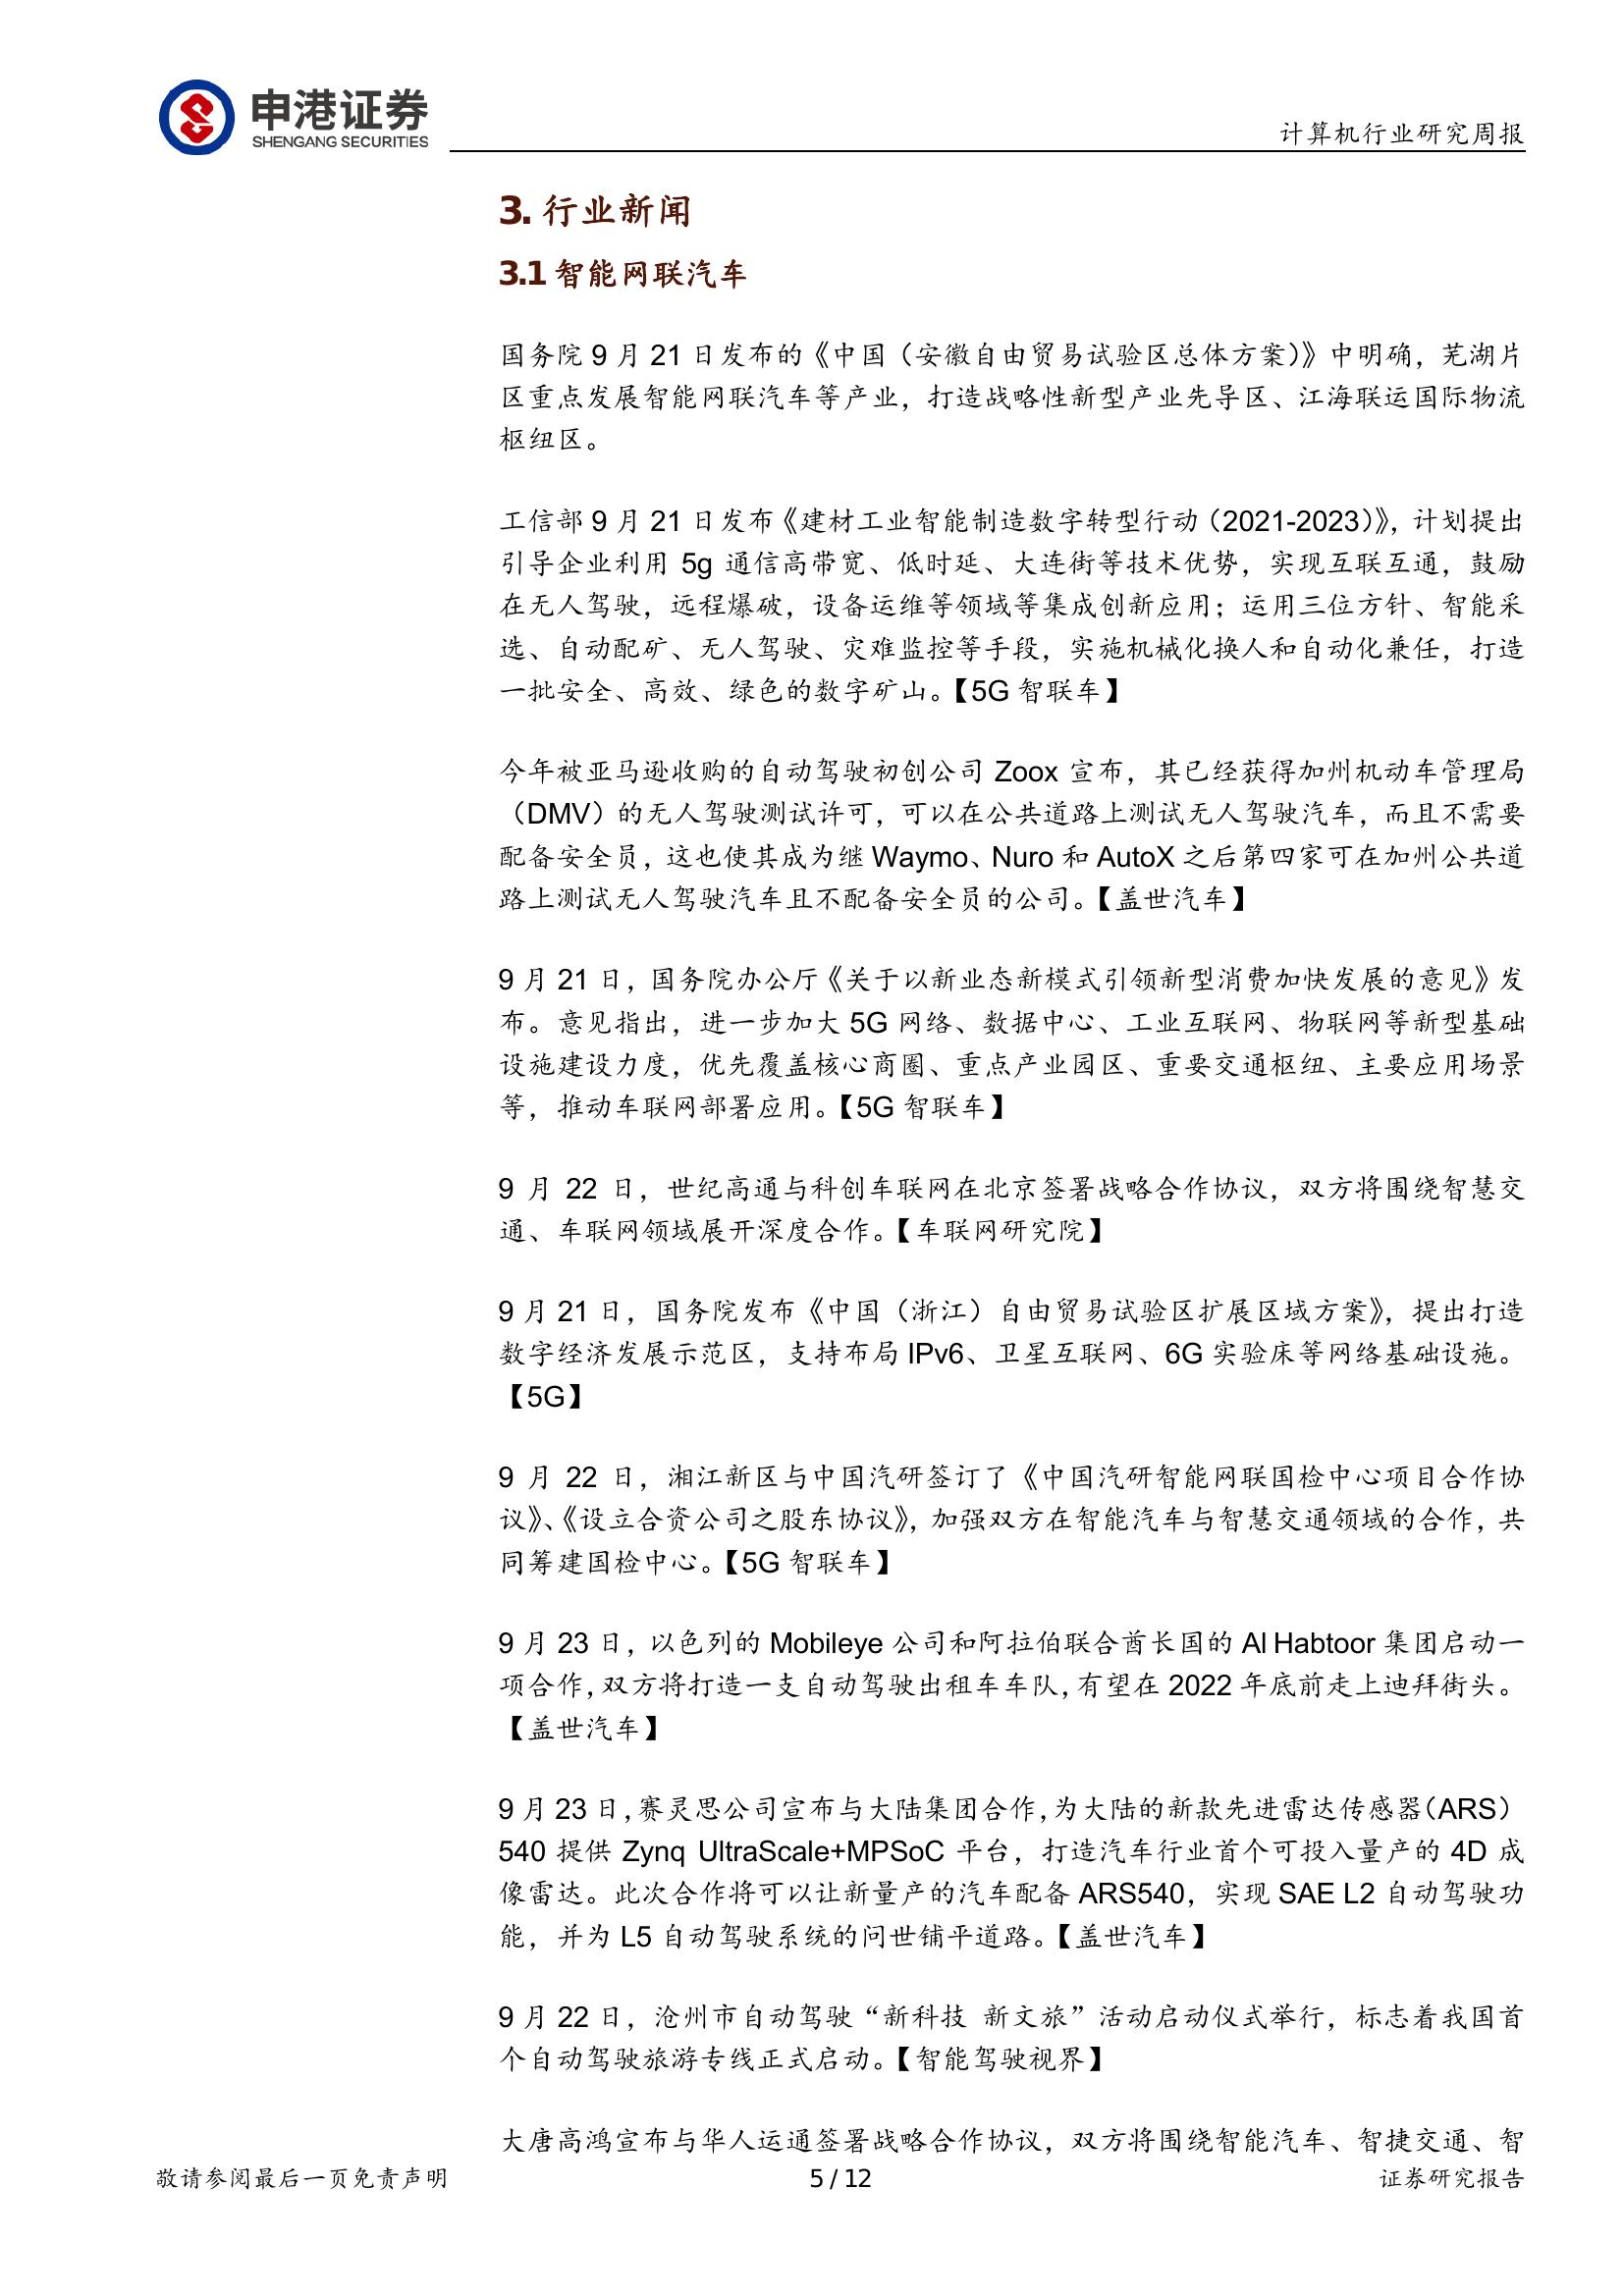 申港证券
SHENGANG SECURITIES
计算机行业研究周报
3. 行业新闻
3.1 智能网联汽车
国务院 9 月 21 日发布的《中国（安徽自由贸易试验区总体方案）》中明确，芜湖片
区重点发展智能网联汽车等产业，打造战略性新型产业先导区、江海联运国际物流
枢纽区。
工信部 9 月 21 日发布《建材工业智能制造数字转型行动（2021-2023）》，计划提出
引导企业利用 5g 通信高带宽、低时延、大连街等技术优势，实现互联互通，鼓励
在无人驾驶，远程爆破，设备运维等领域等集成创新应用；运用三位方针、智能采
选、自动配矿、无人驾驶、灾难监控等手段，实施机械化换人和自动化兼任，打造
一批安全、高效、绿色的数字矿山。【5G 智联车】
今年被亚马逊收购的自动驾驶初创公司 Zoox 宣布，其已经获得加州机动车管理局
（DMV）的无人驾驶测试许可，可以在公共道路上测试无人驾驶汽车，而且不需要
配备安全员，这也使其成为继 Waymo、Nuro 和 AutoX 之后第四家可在加州公共道
路上测试无人驾驶汽车且不配备安全员的公司。【盖世汽车】
9 月 21 日，国务院办公厅《关于以新业态新模式引领新型消费加快发展的意见》发
布。意见指出，进一步加大 5G 网络、数据中心、工业互联网、物联网等新型基础
设施建设力度，优先覆盖核心商圈、重点产业园区、重要交通枢纽、主要应用场景
等，推动车联网部署应用。【5G 智联车】
9 月 22 日，世纪高通与科创车联网在北京签署战略合作协议，双方将围绕智慧交
通、车联网领域展开深度合作。【车联网研究院】
9 月 21 日，国务院发布《中国（浙江）自由贸易试验区扩展区域方案》，提出打造
数字经济发展示范区，支持布局 IPv6、卫星互联网、6G 实验床等网络基础设施。
【5G】
9 月 22 日，湘江新区与中国汽研签订了《中国汽研智能网联国检中心项目合作协
议》、《设立合资公司之股东协议》，加强双方在智能汽车与智慧交通领域的合作，共
同筹建国检中心。【5G 智联车】
9 月 23 日，以色列的 Mobileye 公司和阿拉伯联合酋长国的 Al Habtoor 集团启动一
项合作，双方将打造一支自动驾驶出租车车队，有望在 2022 年底前走上迪拜街头。
【盖世汽车】
9 月 23 日，赛灵思公司宣布与大陆集团合作，为大陆的新款先进雷达传感器（ARS）
540 提供 Zynq UltraScale+MPSoC 平台，打造汽车行业首个可投入量产的 4D 成
像雷达。此次合作将可以让新量产的汽车配备 ARS540，实现 SAE L2 自动驾驶功
能，并为 L5 自动驾驶系统的问世铺平道路。【盖世汽车】
9 月 22 日，沧州市自动驾驶“新科技 新文旅”活动启动仪式举行，标志着我国首
个自动驾驶旅游专线正式启动。【智能驾驶视界】
大唐高鸿宣布与华人运通签署战略合作协议，双方将围绕智能汽车、智捷交通、智
敬请参阅最后一页免责声明
5 / 12
证券研究报告